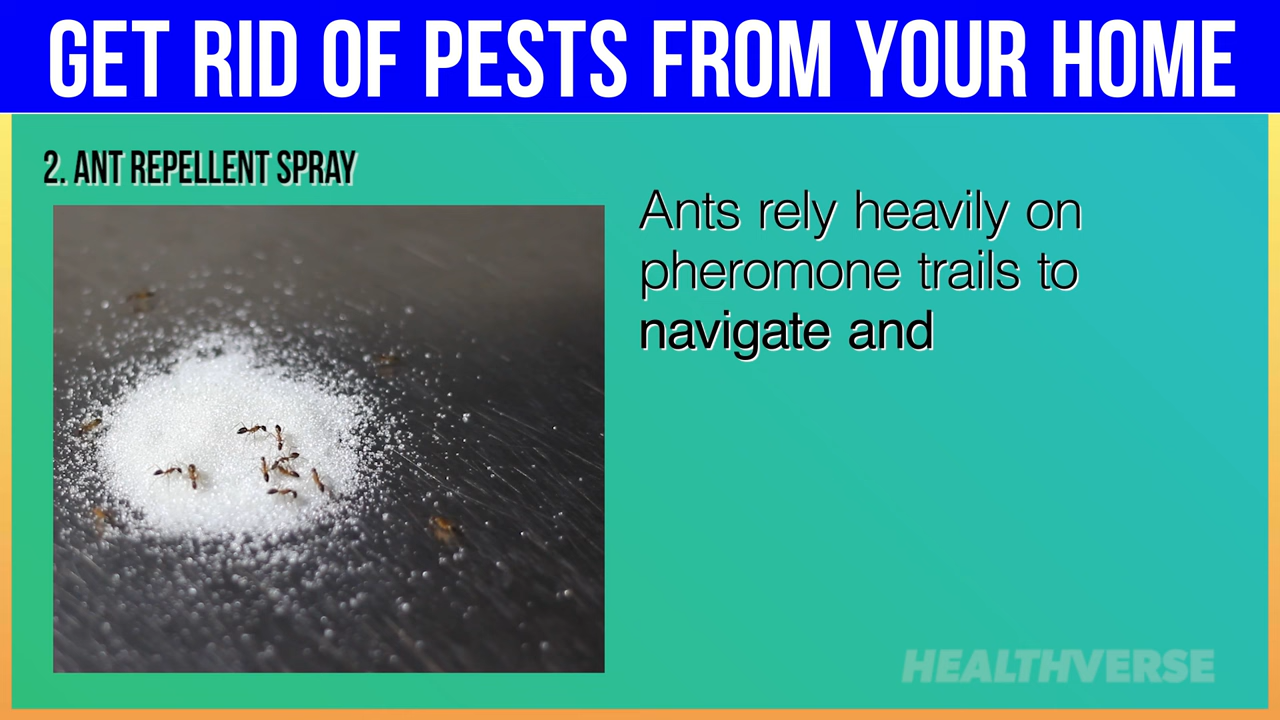 GET RID OF PESTS FROM YOUR HOME
2. ANT REPELLENT SPRAY
Ants rely heavily on
pheromone trails to
navigate and
HEALTHVERSE